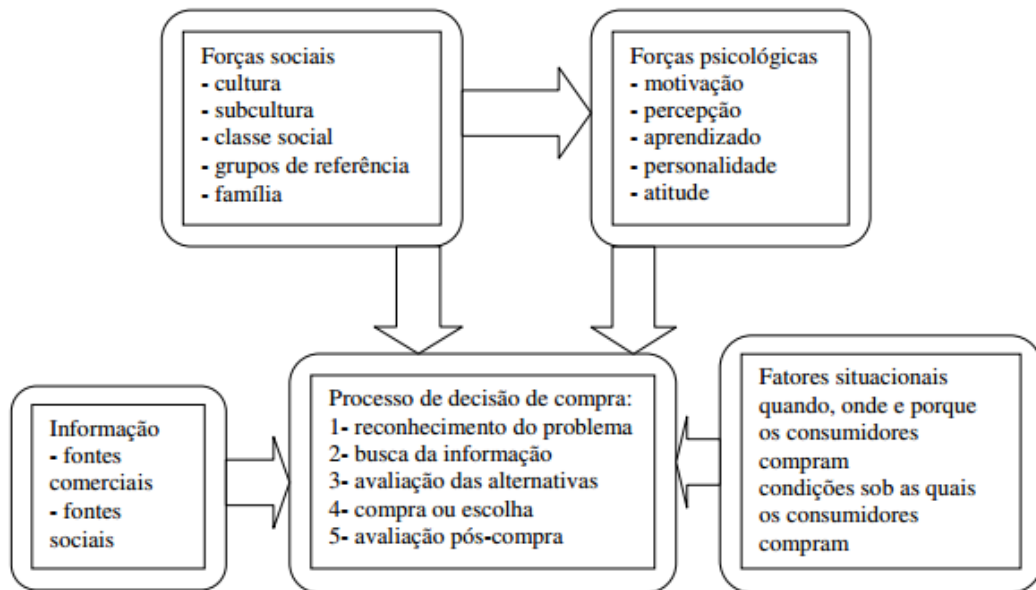 Forças sociais
- cultura
- subcultura
- classe social
- grupos de referência
- família
Forças psicológicas
- motivação
- percepção
- aprendizado
- personalidade
- atitude
Informação
- fontes
comerciais
- fontes
sociais
Processo de decisão de compra:
1- reconhecimento do problema
2- busca da informação
3- avaliação das alternativas
4- compra ou escolha
5- avaliação pós-compra
Fatores situacionais
quando, onde e porque
os consumidores
compram
condições sob as quais
os consumidores
compram